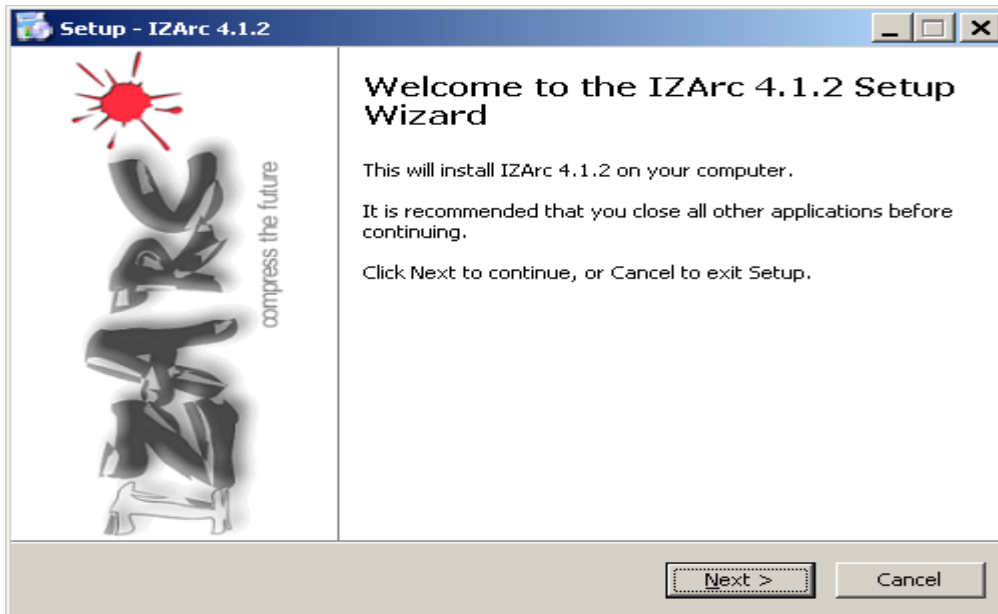 Setup - IZArc 4.1.2
Welcome to the IZArc 4.1.2 Setup
Wizard
This will install IZArc 4.1.2 on your computer.
It is recommended that you close all other applications before
continuing.
Click Next to continue, or Cancel to exit Setup.
IZARC
compress the future
Next >
Cancel